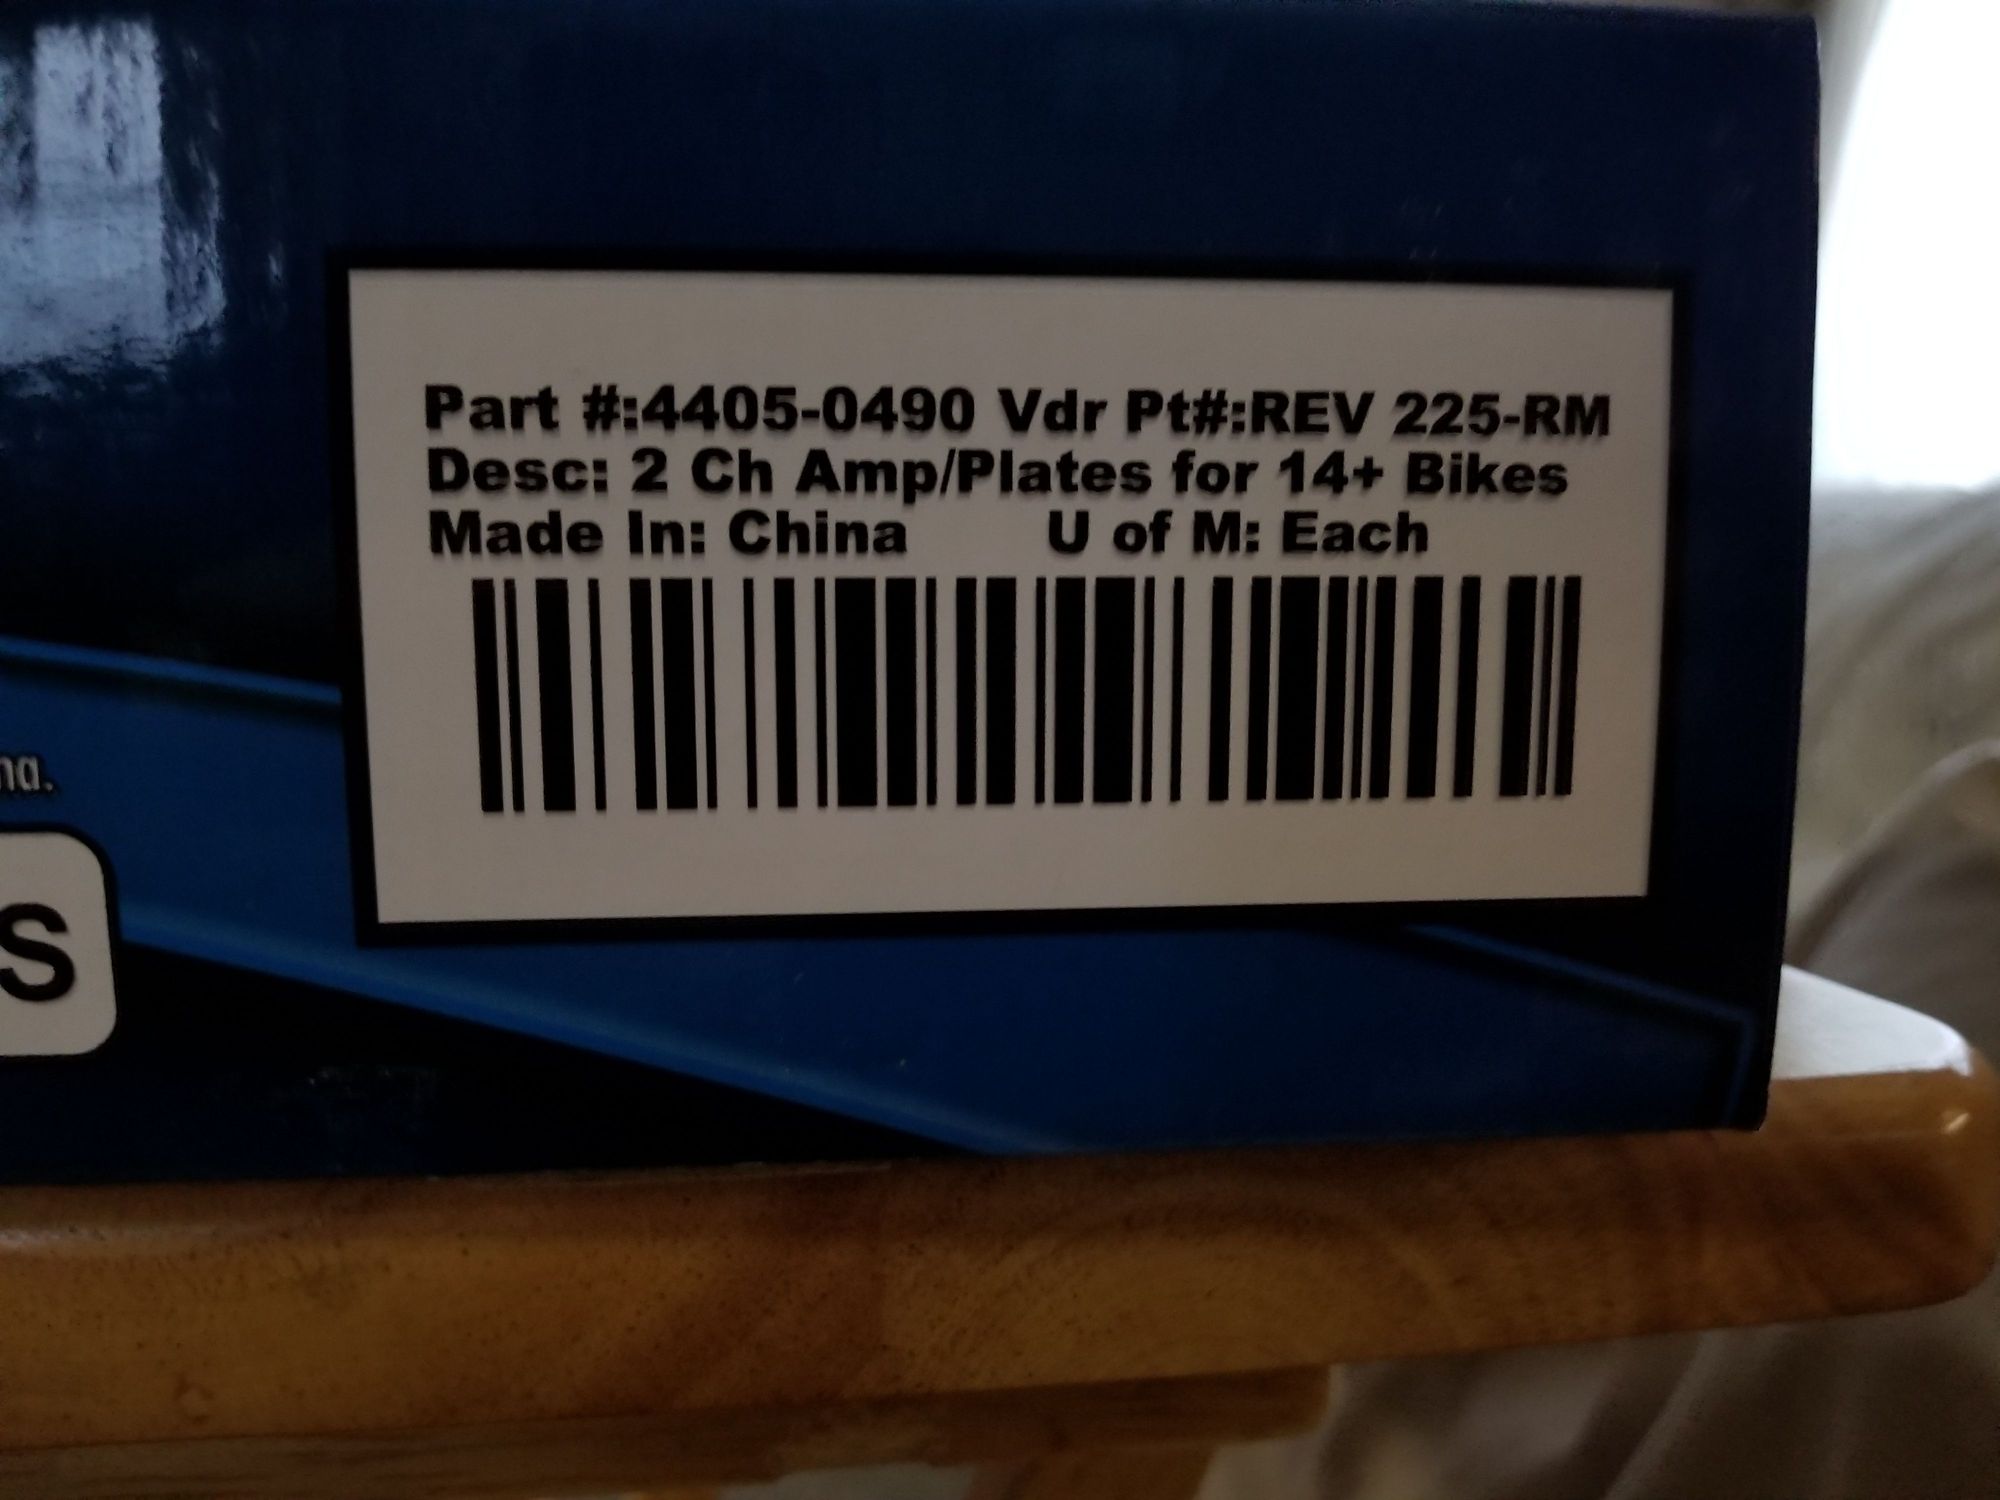 Part #:4405-0490 Vdr Pt#:REV 225-RM
Desc: 2 Ch Amp/Plates for 14+ Bikes
Made In: China U of M: Each
na.
S